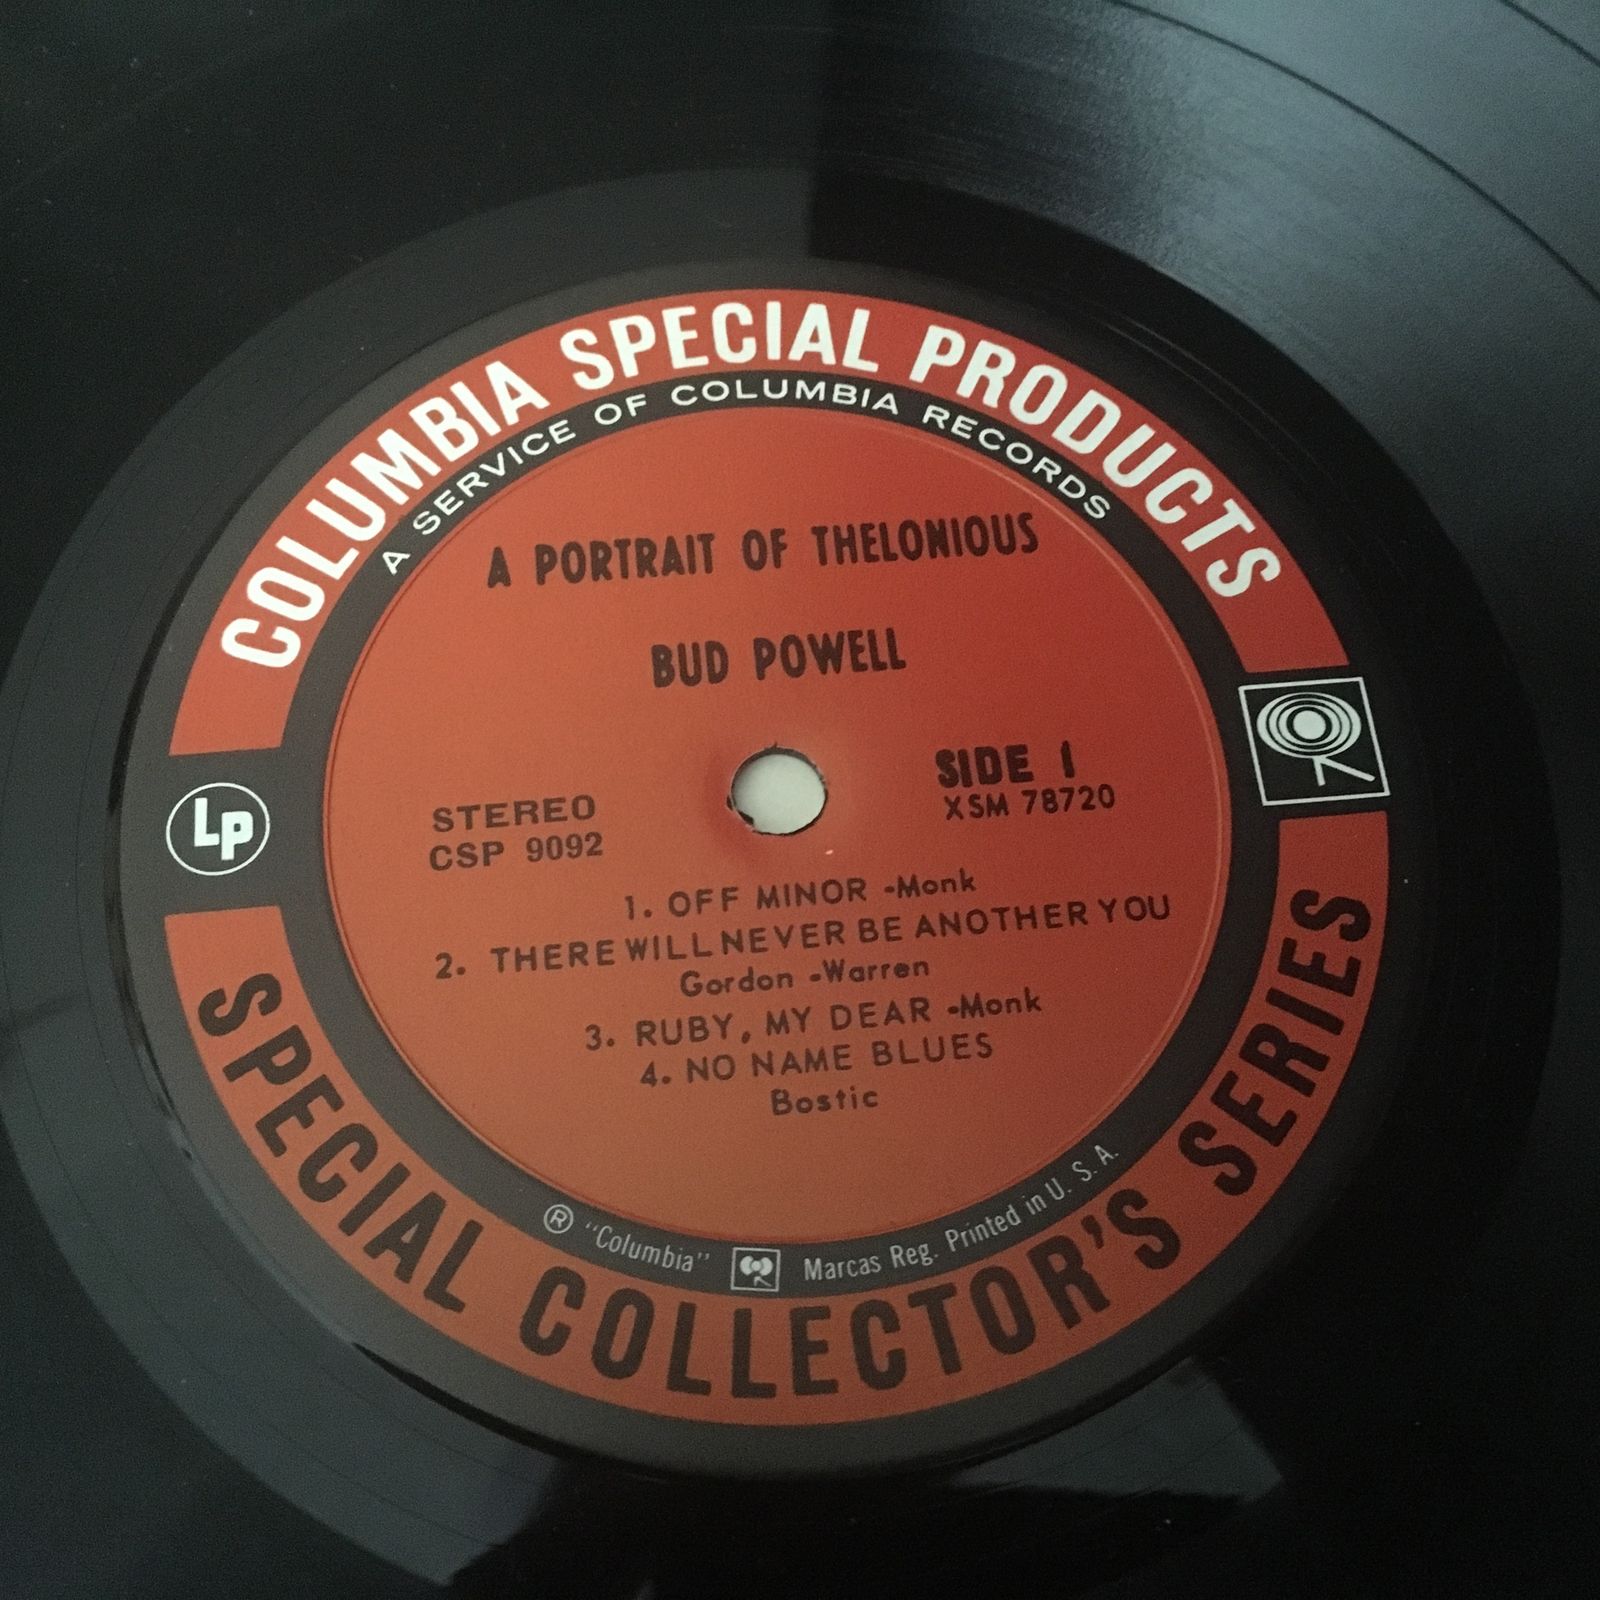 COLUMBIA SPECIAL PRODUCTS
A SERVICE OF COLUMBIA RECORDS
A PORTRAIT OF THELONIOUS
BUD POWELL
SIDE 1
XSM 78720
STEREO
CSP 9092
Lp
1. OFF MINOR -Monk
2. THERE WILL NEVER BE ANOTHER YOU
Gordon -Warren
3. RUBY, MY DEAR -Monk
4. NO NAME BLUES
Bostic
® "Columbia" Marcas Reg. Printed in U. S. A.
SPECIAL COLLECTOR'S SERIES